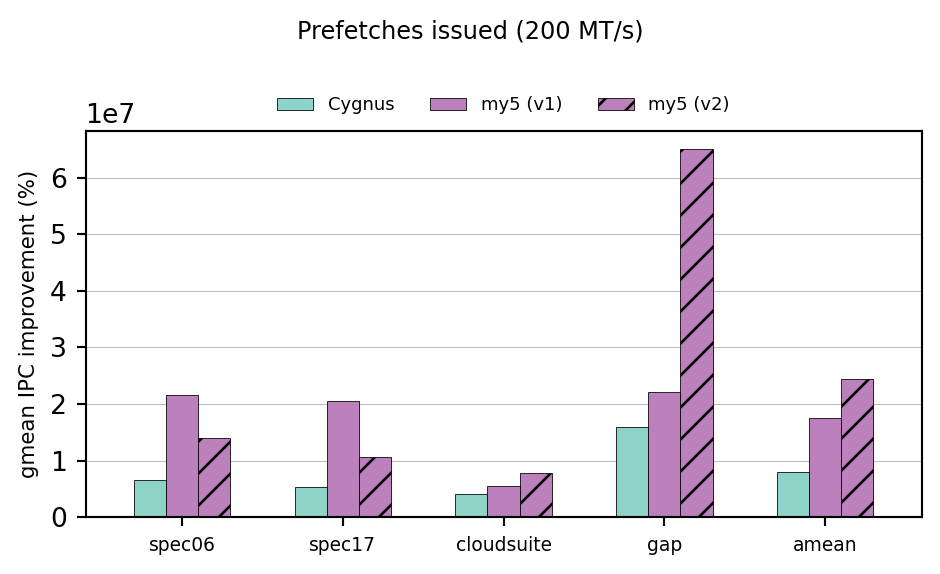 Prefetches issued (200 MT/s)
Cygnus my5 (v1) my5 (v2)
1e7
gmean IPC improvement (%)
6
5
4
3
2
1
0
spec06 spec17 cloudsuite gap amean